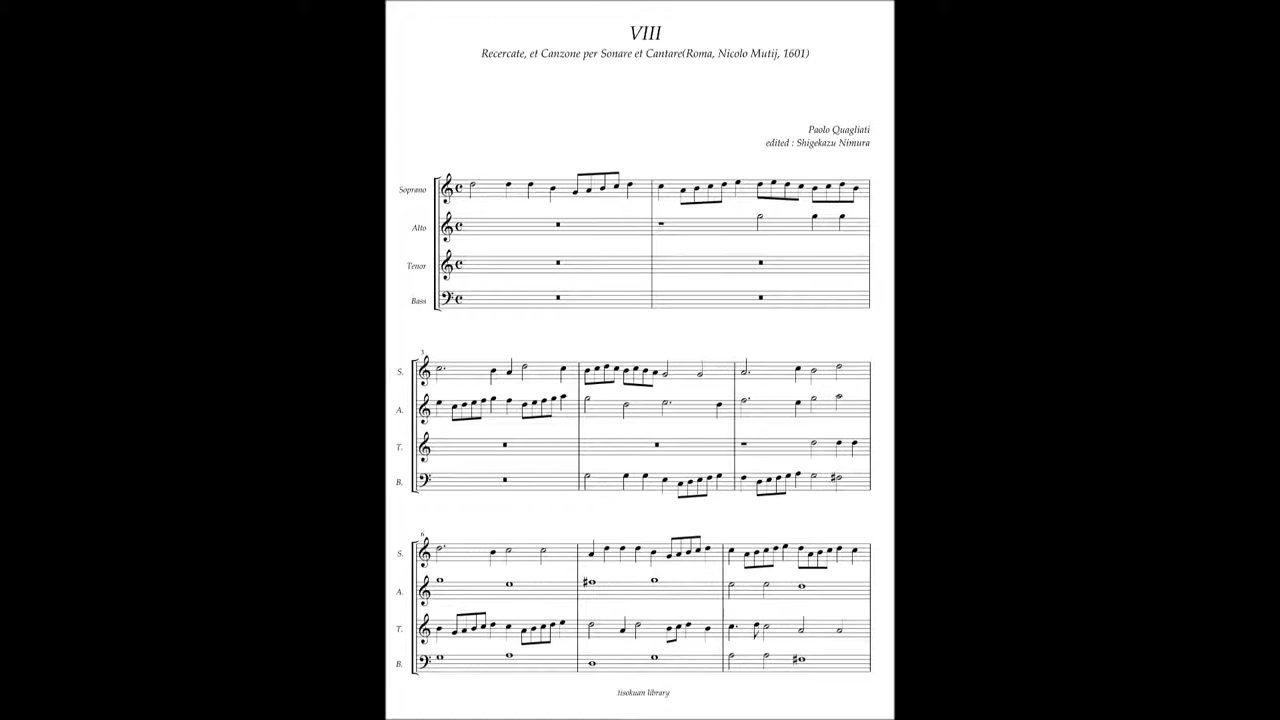 VIII
Recercate, et Canzone per Sonare et Cantare(Roma, Nicolo Mutij, 1601)
Paolo Quagliati
edited : Shigekazu Nimura
Soprano
Alto
Tenor
Bass
3
S.
A.
T.
B.
6
S.
A.
T.
B.
tisokuan library